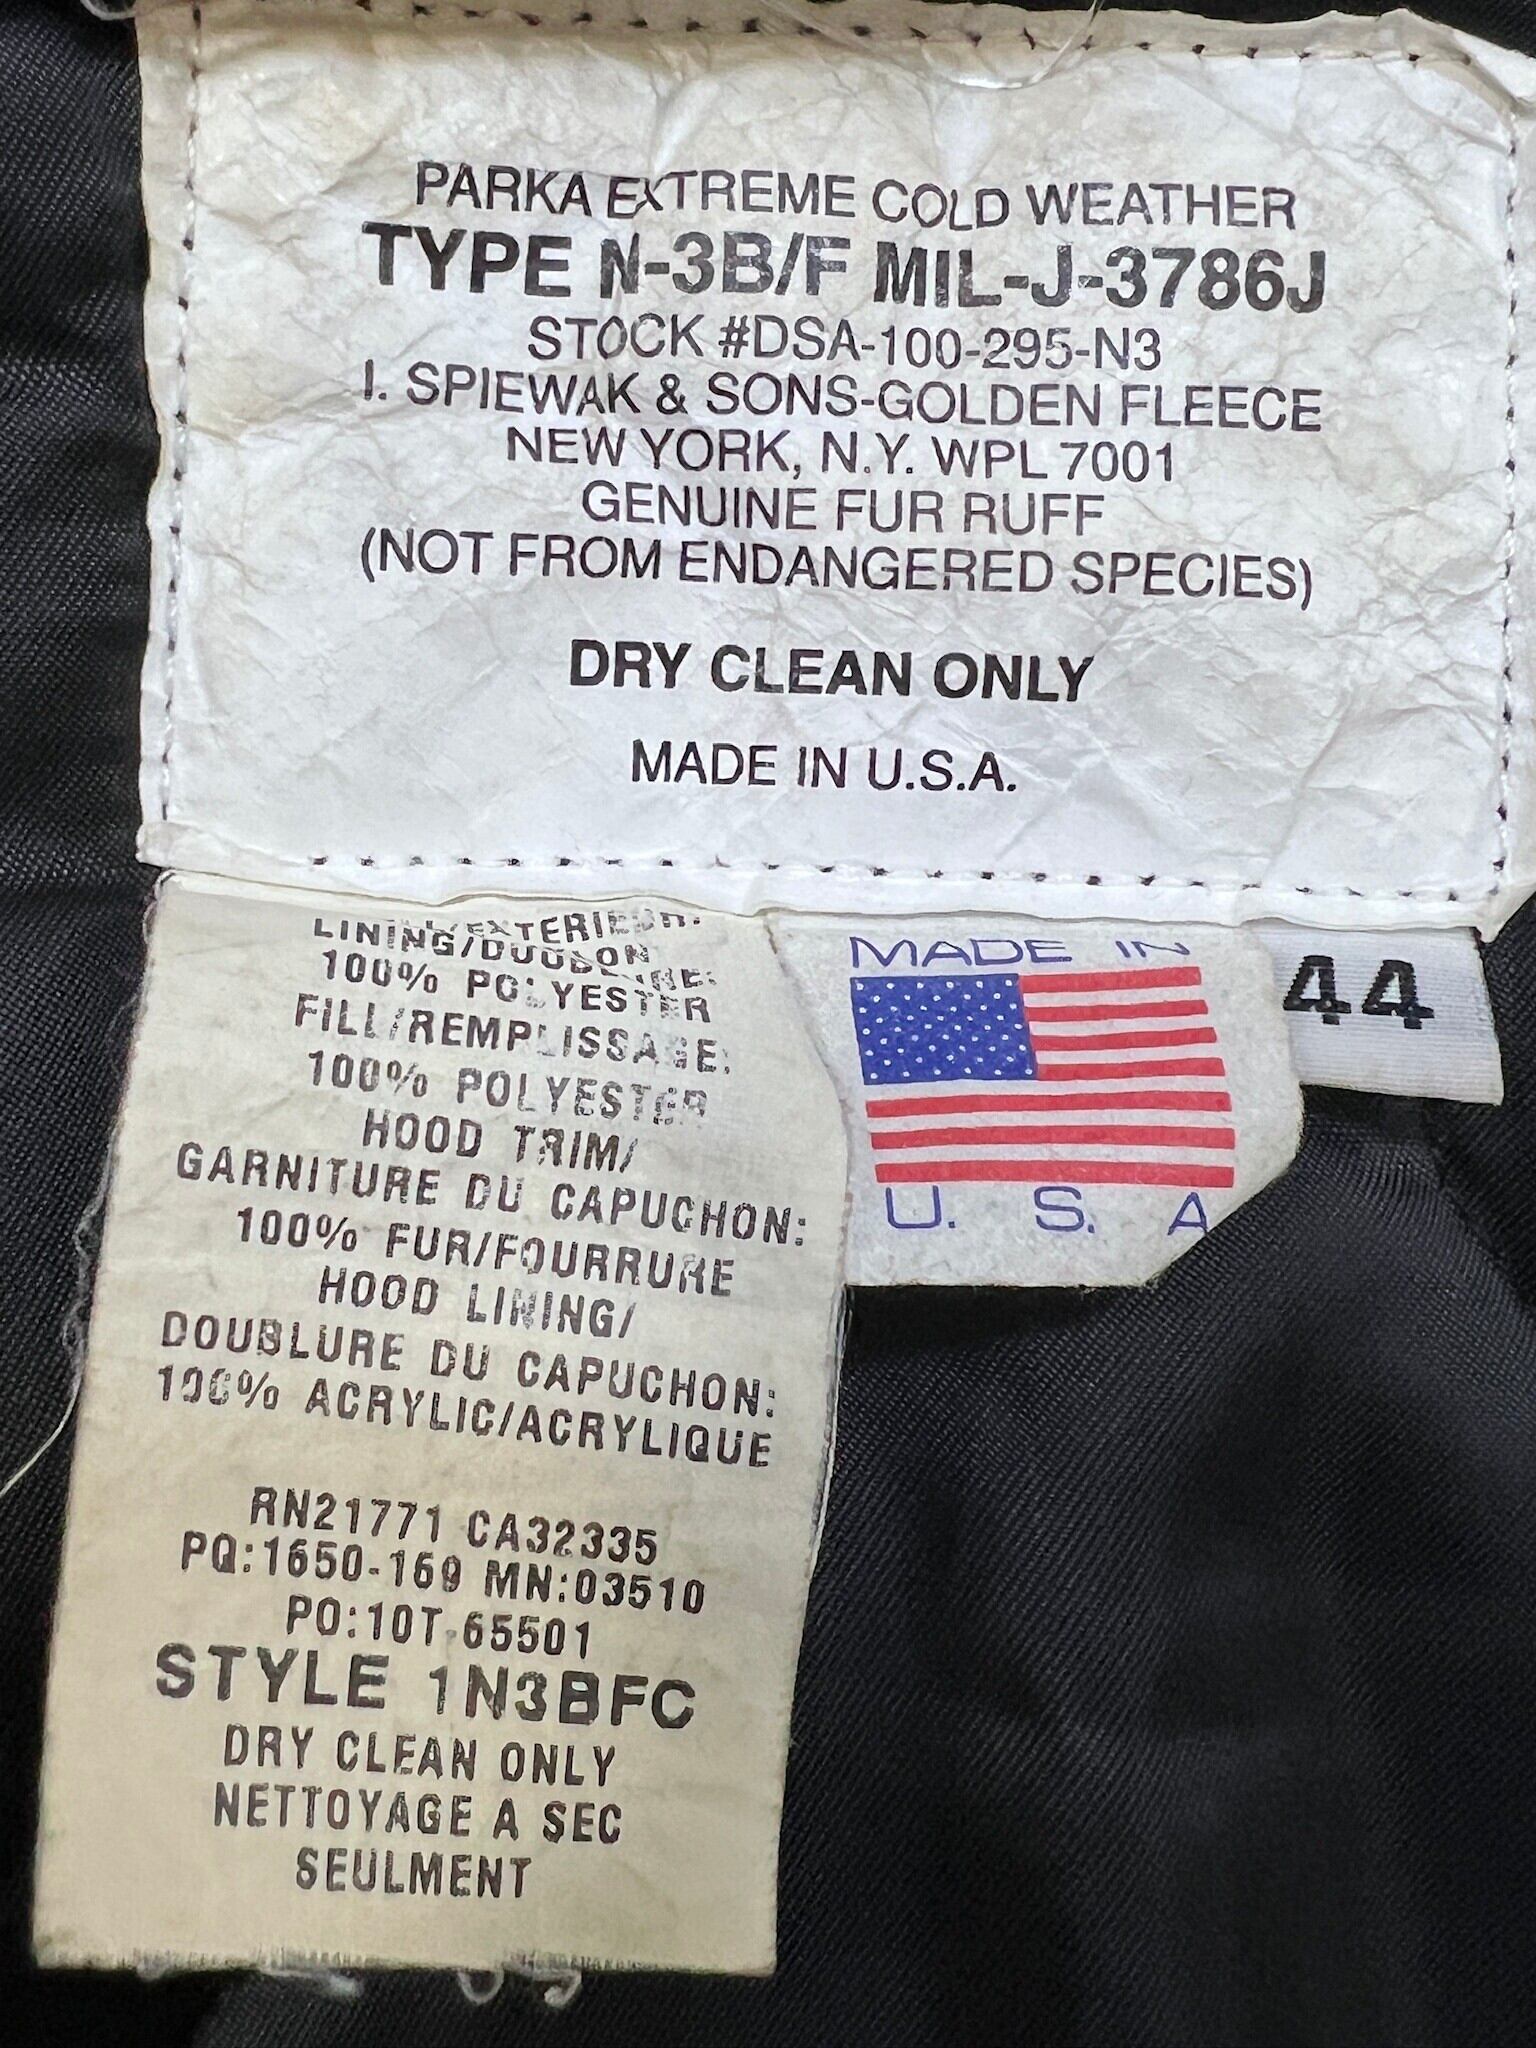 PARKA EXTREME COLD WEATHER
TYPE N-3B/F MIL-J-3786J
STOCK #DSA-100-295-N3
I. SPIEWAK & SONS-GOLDEN FLEECE
NEW YORK, N.Y. WPL 7001
GENUINE FUR RUFF
(NOT FROM ENDANGERED SPECIES)
DRY CLEAN ONLY
MADE IN U.S.A.
LINING/DOUBLURE:
100% POLYESTER
FILL/REMPLISSAGE:
100% POLYESTER
HOOD TRIM/
GARNITURE DU CAPUCHON:
100% FUR/FOURRURE
HOOD LINING/
DOUBLURE DU CAPUCHON:
100% ACRYLIC/ACRYLIQUE
RN21771 CA32335
PQ:1650-169 MN:03510
PO:10T 65501
STYLE 1N3BFC
DRY CLEAN ONLY
NETTOYAGE A SEC
SEULMENT
MADE IN
U. S. A
44